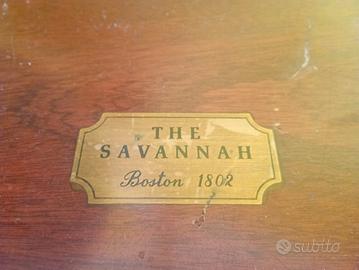 THE
SAVANNAH
Boston 1802
subito